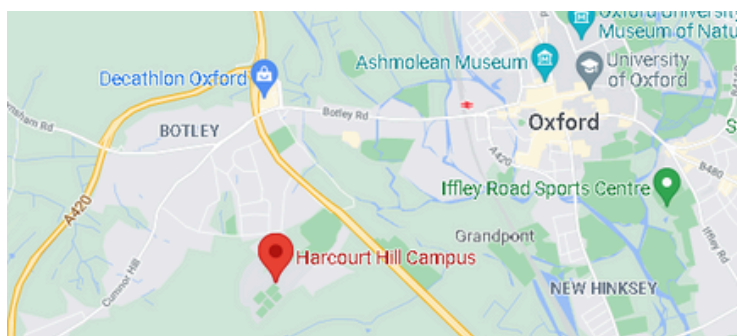 Oxford University
Museum of Natu
Ashmolean Museum
University
of Oxford
Decathlon Oxford
Botley Rd
Oxford
BOTLEY
A420
B480
Iffley Road Sports Centre
A420
Iffley Rd
Grandpont
Harcourt Hill Campus
Cumnor Hill
NEW HINKSEY